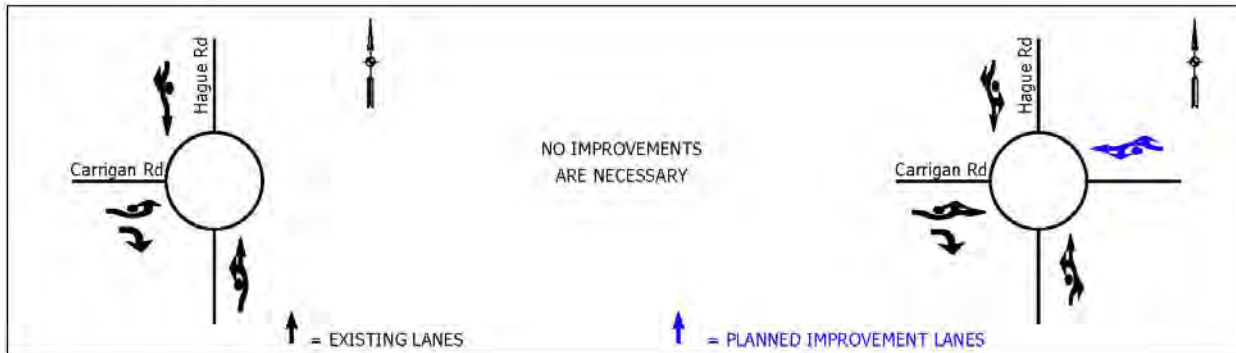 Hague Rd
Carrigan Rd
NO IMPROVEMENTS
ARE NECESSARY
Hague Rd
Carrigan Rd
= EXISTING LANES
= PLANNED IMPROVEMENT LANES